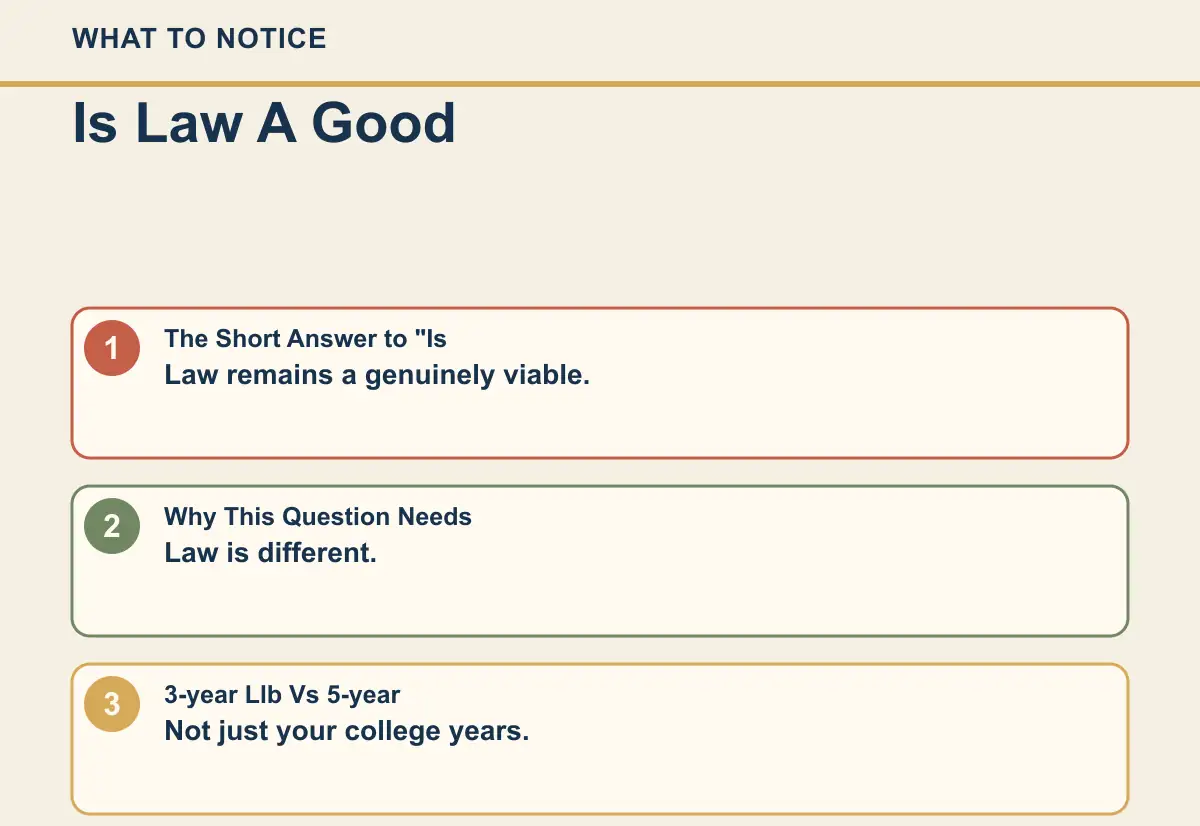 WHAT TO NOTICE
Is Law A Good
1
The Short Answer to "Is
Law remains a genuinely viable.
2
Why This Question Needs
Law is different.
3
3-year Llb Vs 5-year
Not just your college years.